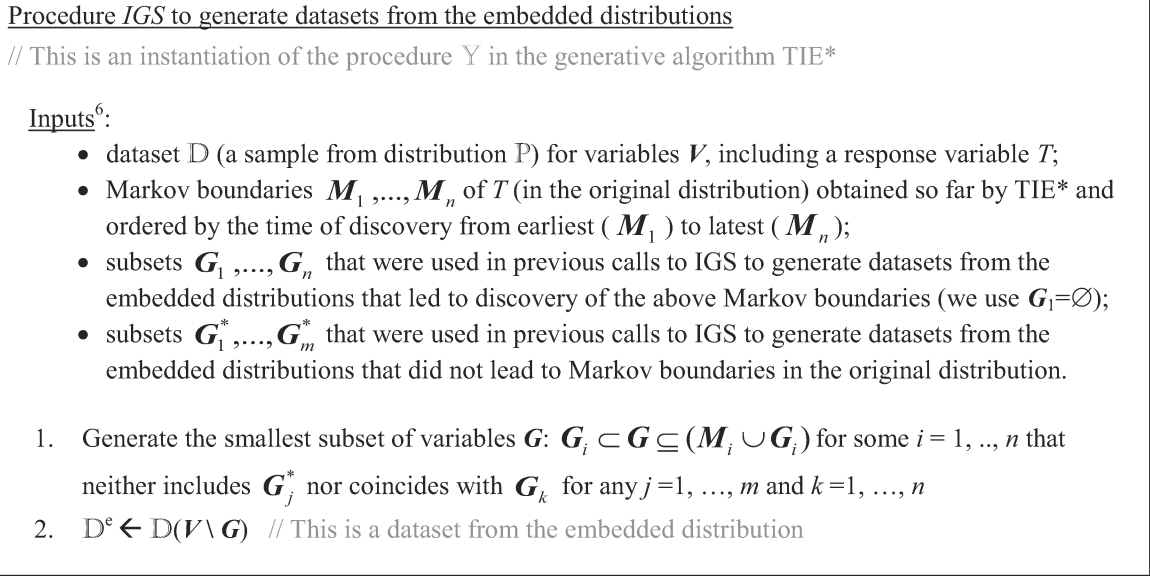 Procedure IGS to generate datasets from the embedded distributions
// This is an instantiation of the procedure 𝕐 in the generative algorithm TIE*
Inputs⁶:
• dataset 𝔻 (a sample from distribution ℙ) for variables V, including a response variable T;
• Markov boundaries M₁,..., Mₙ of T (in the original distribution) obtained so far by TIE* and
ordered by the time of discovery from earliest ( M₁ ) to latest ( Mₙ );
• subsets G₁,..., Gₙ that were used in previous calls to IGS to generate datasets from the
embedded distributions that led to discovery of the above Markov boundaries (we use G₁=∅);
• subsets G₁*,..., Gₘ* that were used in previous calls to IGS to generate datasets from the
embedded distributions that did not lead to Markov boundaries in the original distribution.
1. Generate the smallest subset of variables G: Gᵢ ⊂ G ⊆ (Mᵢ ∪ Gᵢ) for some i = 1, .., n that
neither includes Gⱼ* nor coincides with Gₖ for any j =1, …, m and k =1, …, n
2. 𝔻ᵉ ← 𝔻(V \ G) // This is a dataset from the embedded distribution